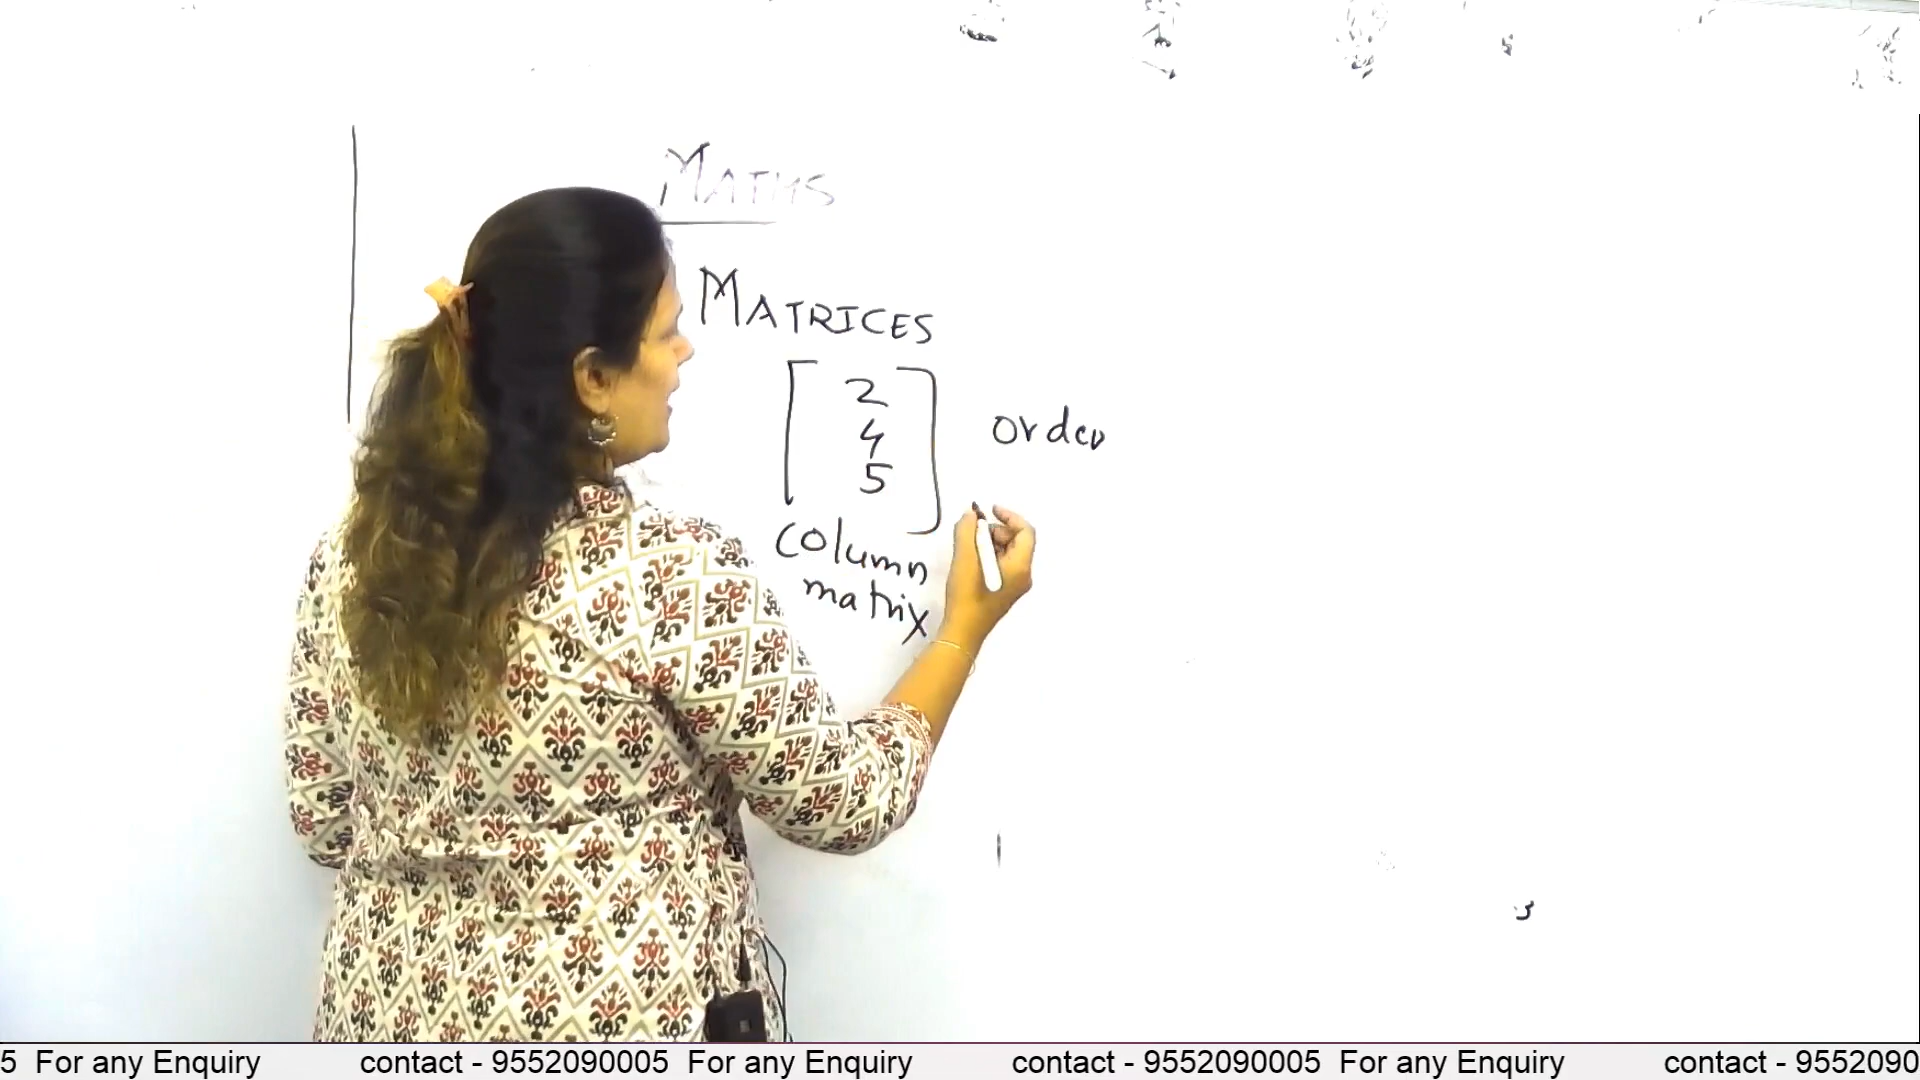 MATHS
MATRICES
2
4
5
order
column
matrix
5 For any Enquiry contact - 9552090005 For any Enquiry contact - 9552090005 For any Enquiry contact - 9552090